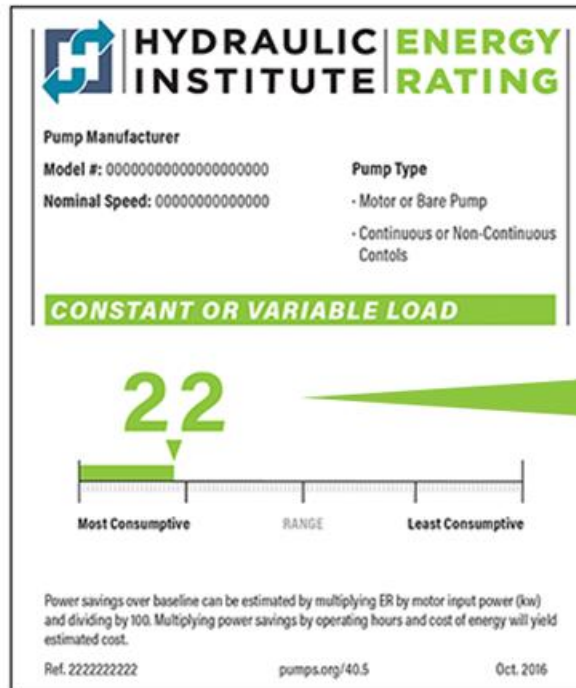 HYDRAULIC ENERGY
INSTITUTE RATING
Pump Manufacturer
Model #: 00000000000000000000
Nominal Speed: 00000000000000
Pump Type
- Motor or Bare Pump
- Continuous or Non-Continuous
Contols
CONSTANT OR VARIABLE LOAD
22
Most Consumptive RANGE Least Consumptive
Power savings over baseline can be estimated by multiplying ER by motor input power (kw)
and dividing by 100. Multiplying power savings by operating hours and cost of energy will yield
estimated cost.
Ref. 2222222222 pumps.org/40.5 Oct. 2016